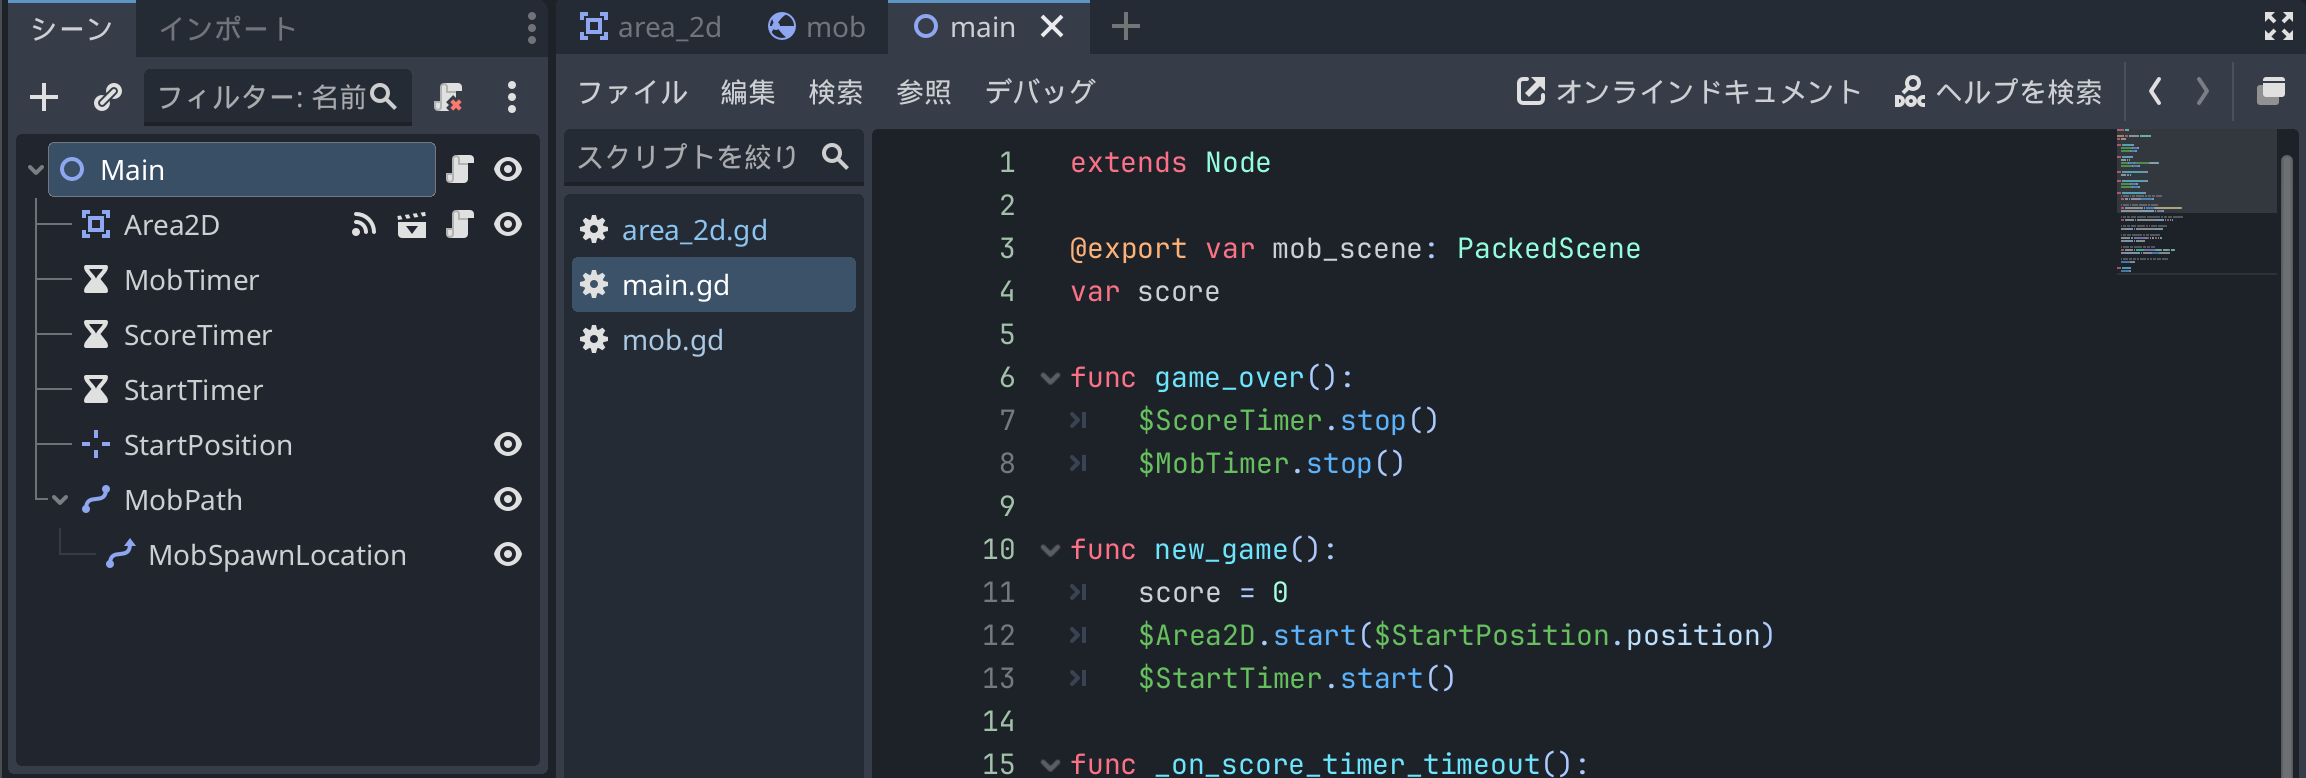 シーン
インポート
フィルター: 名前
Main
Area2D
MobTimer
ScoreTimer
StartTimer
StartPosition
MobPath
MobSpawnLocation
area_2d
mob
main
ファイル
編集
検索
参照
デバッグ
オンラインドキュメント
DOC
ヘルプを検索
スクリプトを絞り
area_2d.gd
main.gd
mob.gd
1 extends Node
2
3 @export var mob_scene: PackedScene
4 var score
5
6 func game_over():
7 $ScoreTimer.stop()
8 $MobTimer.stop()
9
10 func new_game():
11 score = 0
12 $Area2D.start($StartPosition.position)
13 $StartTimer.start()
14
15 func _on_score_timer_timeout():